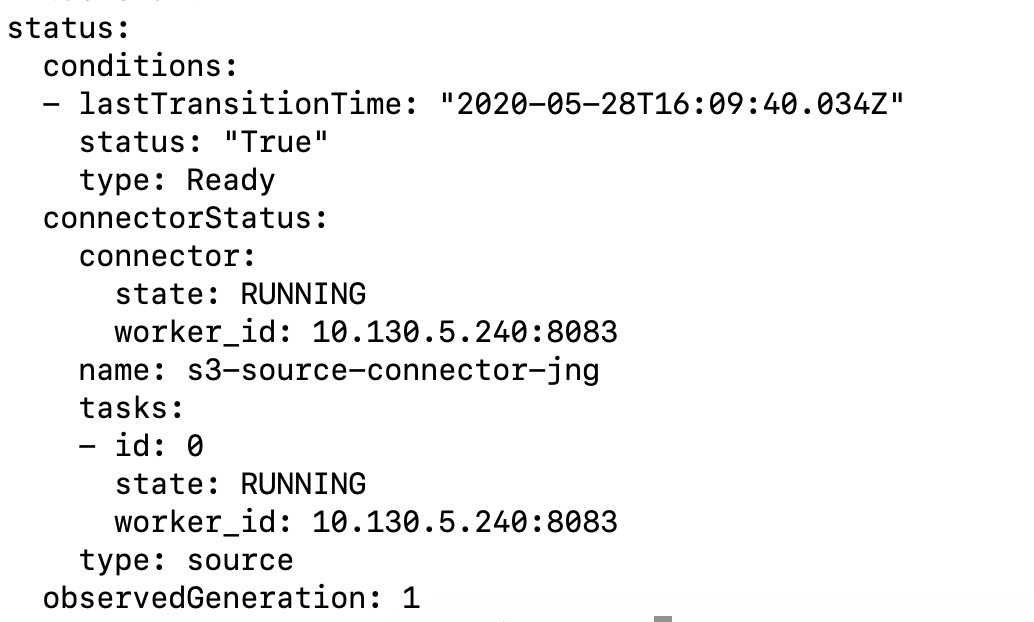 status:
  conditions:
  - lastTransitionTime: "2020-05-28T16:09:40.034Z"
    status: "True"
    type: Ready
  connectorStatus:
    connector:
      state: RUNNING
      worker_id: 10.130.5.240:8083
    name: s3-source-connector-jng
    tasks:
    - id: 0
      state: RUNNING
      worker_id: 10.130.5.240:8083
    type: source
  observedGeneration: 1